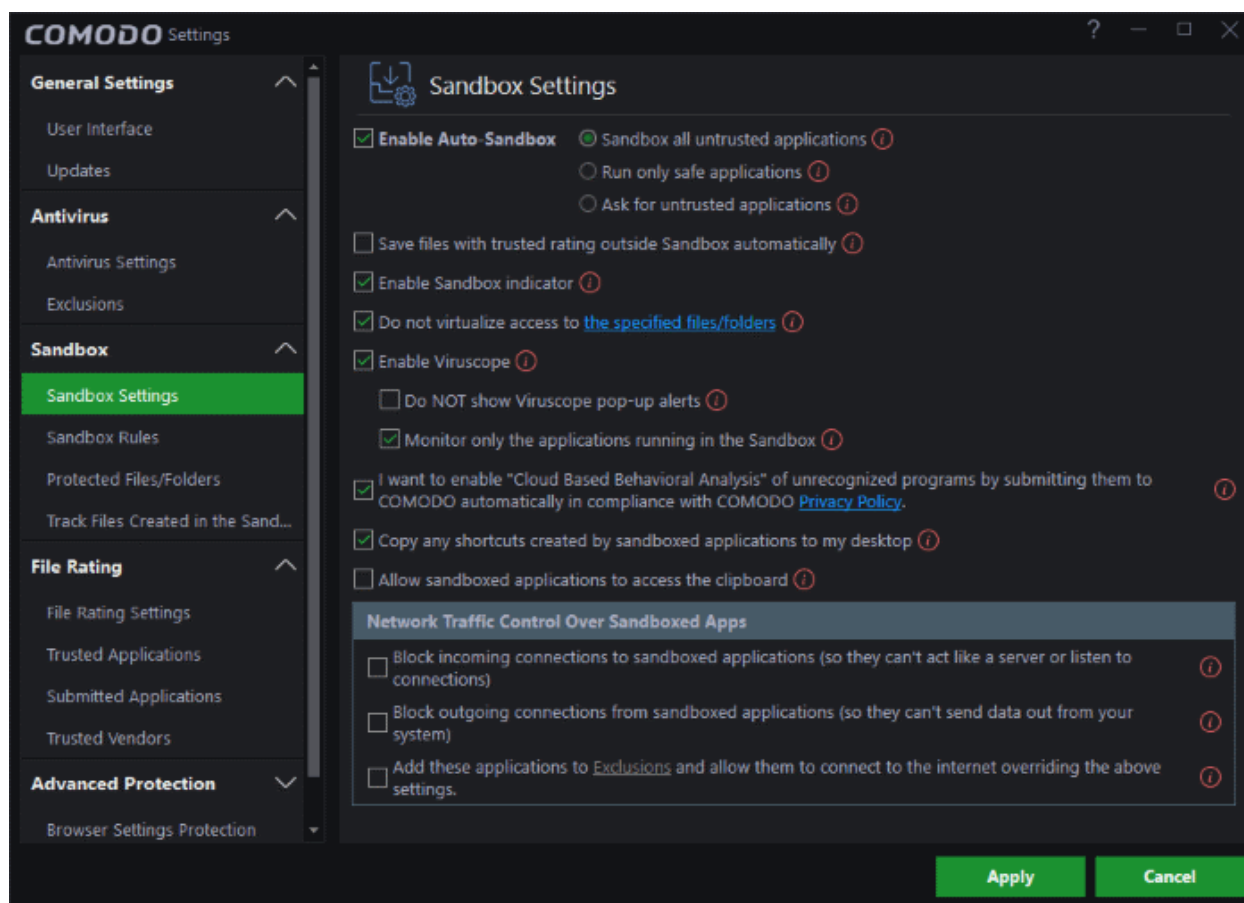 COMODO Settings
?
General Settings
User Interface
Updates
Antivirus
Antivirus Settings
Exclusions
Sandbox
Sandbox Settings
Sandbox Rules
Protected Files/Folders
Track Files Created in the Sand...
File Rating
File Rating Settings
Trusted Applications
Submitted Applications
Trusted Vendors
Advanced Protection
Browser Settings Protection
Sandbox Settings
Enable Auto-Sandbox
Sandbox all untrusted applications
Run only safe applications
Ask for untrusted applications
Save files with trusted rating outside Sandbox automatically
Enable Sandbox indicator
Do not virtualize access to the specified files/folders
Enable Viruscope
Do NOT show Viruscope pop-up alerts
Monitor only the applications running in the Sandbox
I want to enable "Cloud Based Behavioral Analysis" of unrecognized programs by submitting them to
COMODO automatically in compliance with COMODO Privacy Policy.
Copy any shortcuts created by sandboxed applications to my desktop
Allow sandboxed applications to access the clipboard
Network Traffic Control Over Sandboxed Apps
Block incoming connections to sandboxed applications (so they can't act like a server or listen to
connections)
Block outgoing connections from sandboxed applications (so they can't send data out from your
system)
Add these applications to Exclusions and allow them to connect to the internet overriding the above
settings.
Apply
Cancel